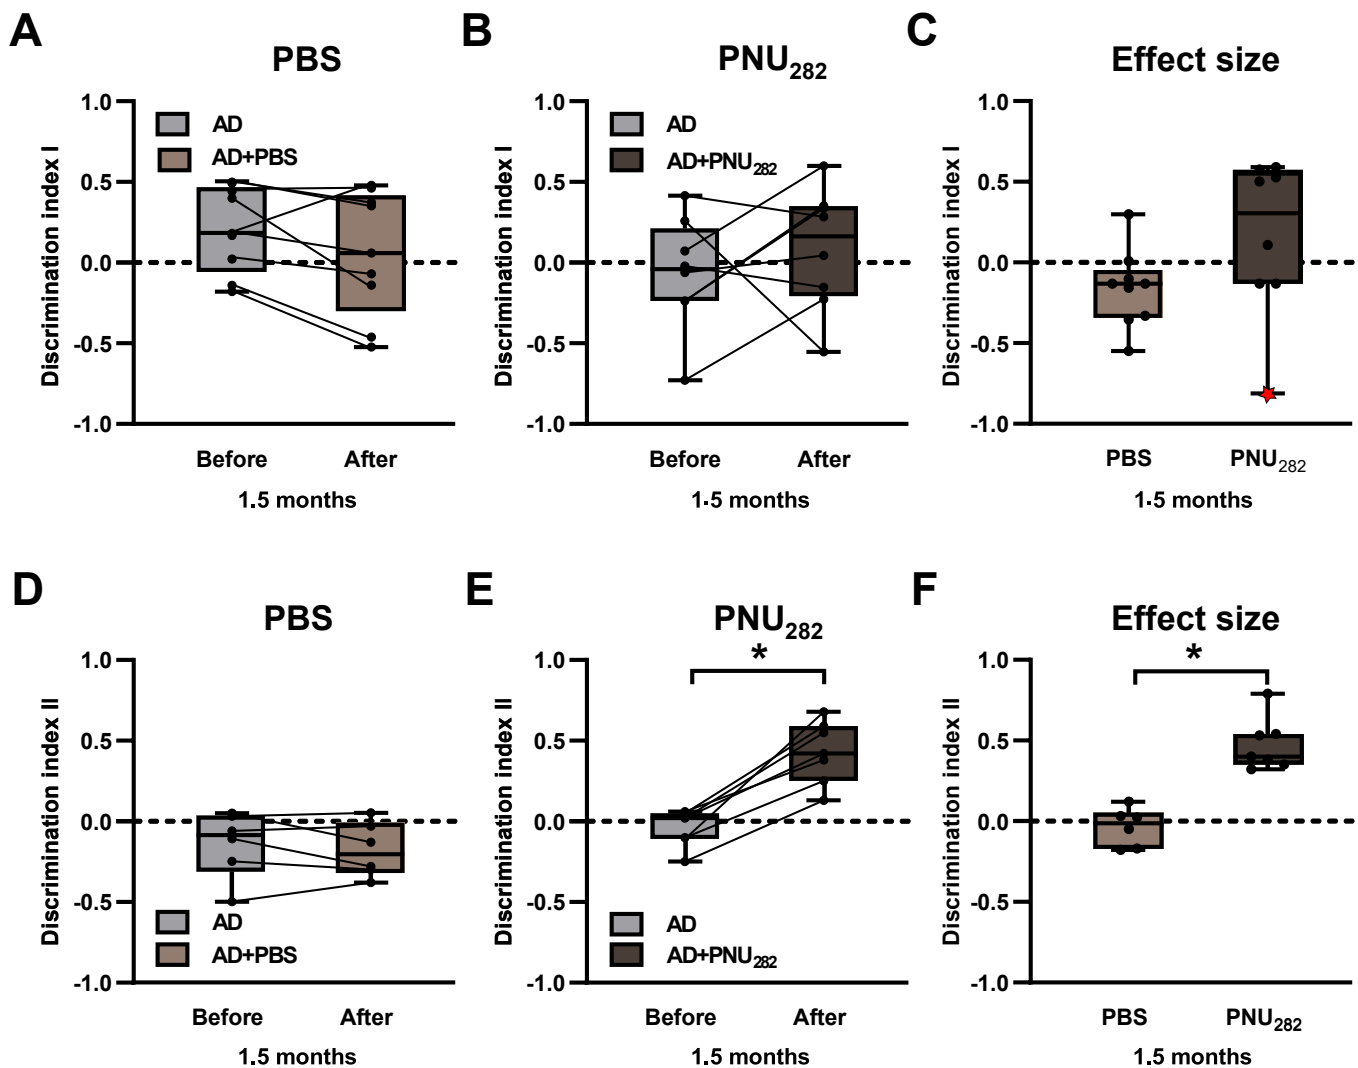 A
PBS
1.0
0.5
0.0
-0.5
-1.0
Discrimination index I
AD
AD+PBS
Before After
1.5 months
B
PNU282
1.0
0.5
0.0
-0.5
-1.0
Discrimination index I
AD
AD+PNU282
Before After
1.5 months
C
Effect size
1.0
0.5
0.0
-0.5
-1.0
Discrimination index I
PBS PNU282
1.5 months
D
PBS
1.0
0.5
0.0
-0.5
-1.0
Discrimination index II
AD
AD+PBS
Before After
1.5 months
E
PNU282
*
1.0
0.5
0.0
-0.5
-1.0
Discrimination index II
AD
AD+PNU282
Before After
1.5 months
F
Effect size
*
1.0
0.5
0.0
-0.5
-1.0
Discrimination index II
PBS PNU282
1.5 months